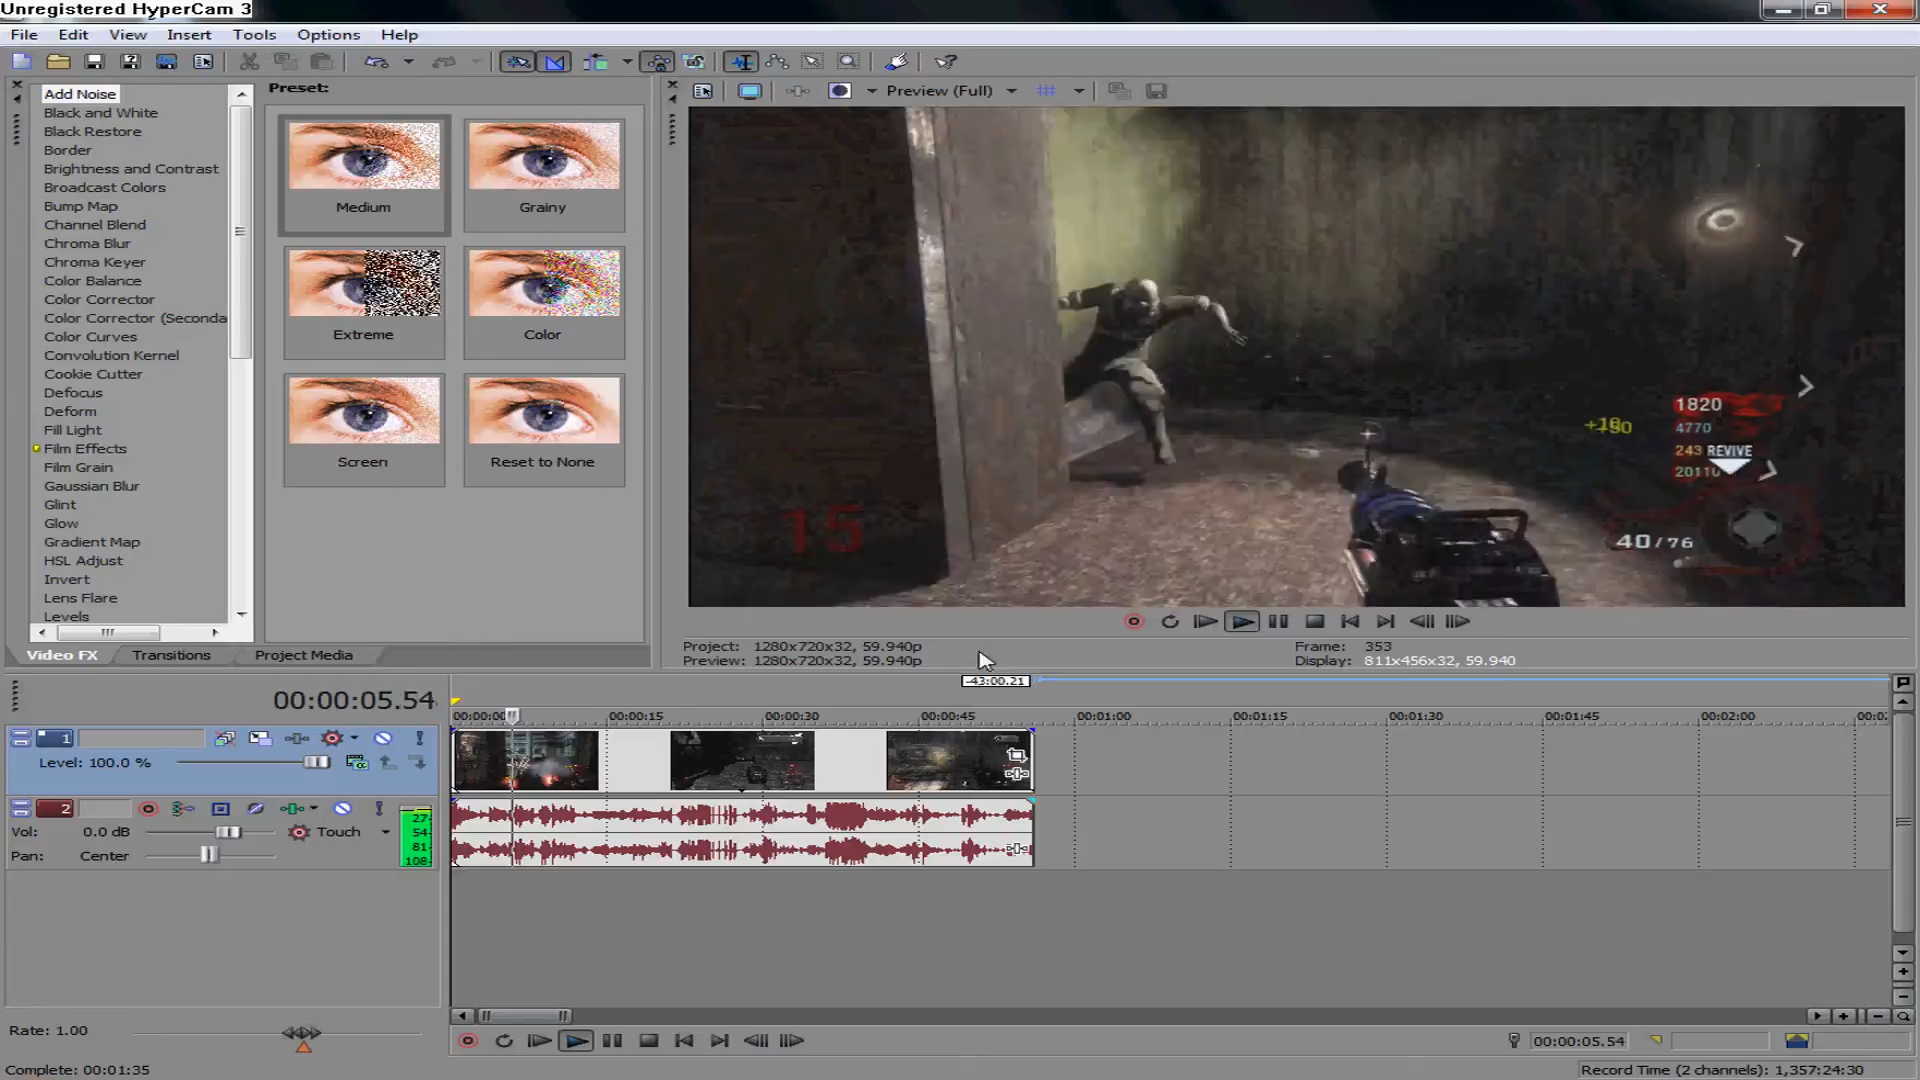 Unregistered HyperCam 3
File Edit View Insert Tools Options Help
Preset:
Preview (Full)
Add Noise
Black and White
Black Restore
Border
Brightness and Contrast
Broadcast Colors
Bump Map
Channel Blend
Chroma Blur
Chroma Keyer
Color Balance
Color Corrector
Color Corrector (Seconda
Color Curves
Convolution Kernel
Cookie Cutter
Defocus
Deform
Fill Light
Film Effects
Film Grain
Gaussian Blur
Glint
Glow
Gradient Map
HSL Adjust
Invert
Lens Flare
Levels
Medium
Grainy
Extreme
Color
Screen
Reset to None
1820
4770
243 REVIVE
20110
15
40/76
Video FX
Transitions
Project Media
Project: 1280x720x32, 59.940p
Preview: 1280x720x32, 59.940p
Frame: 353
Display: 811x456x32, 59.940
-43:00.21
00:00:05.54
00:00:00 00:00:15 00:00:30 00:00:45 00:01:00 00:01:15 00:01:30 00:01:45 00:02:00 00:0
1
Level: 100.0 %
2
Vol: 0.0 dB
Touch
Pan: Center
27
54
81
108
Rate: 1.00
00:00:05.54
Complete: 00:01:35
Record Time (2 channels): 1,357:24:30